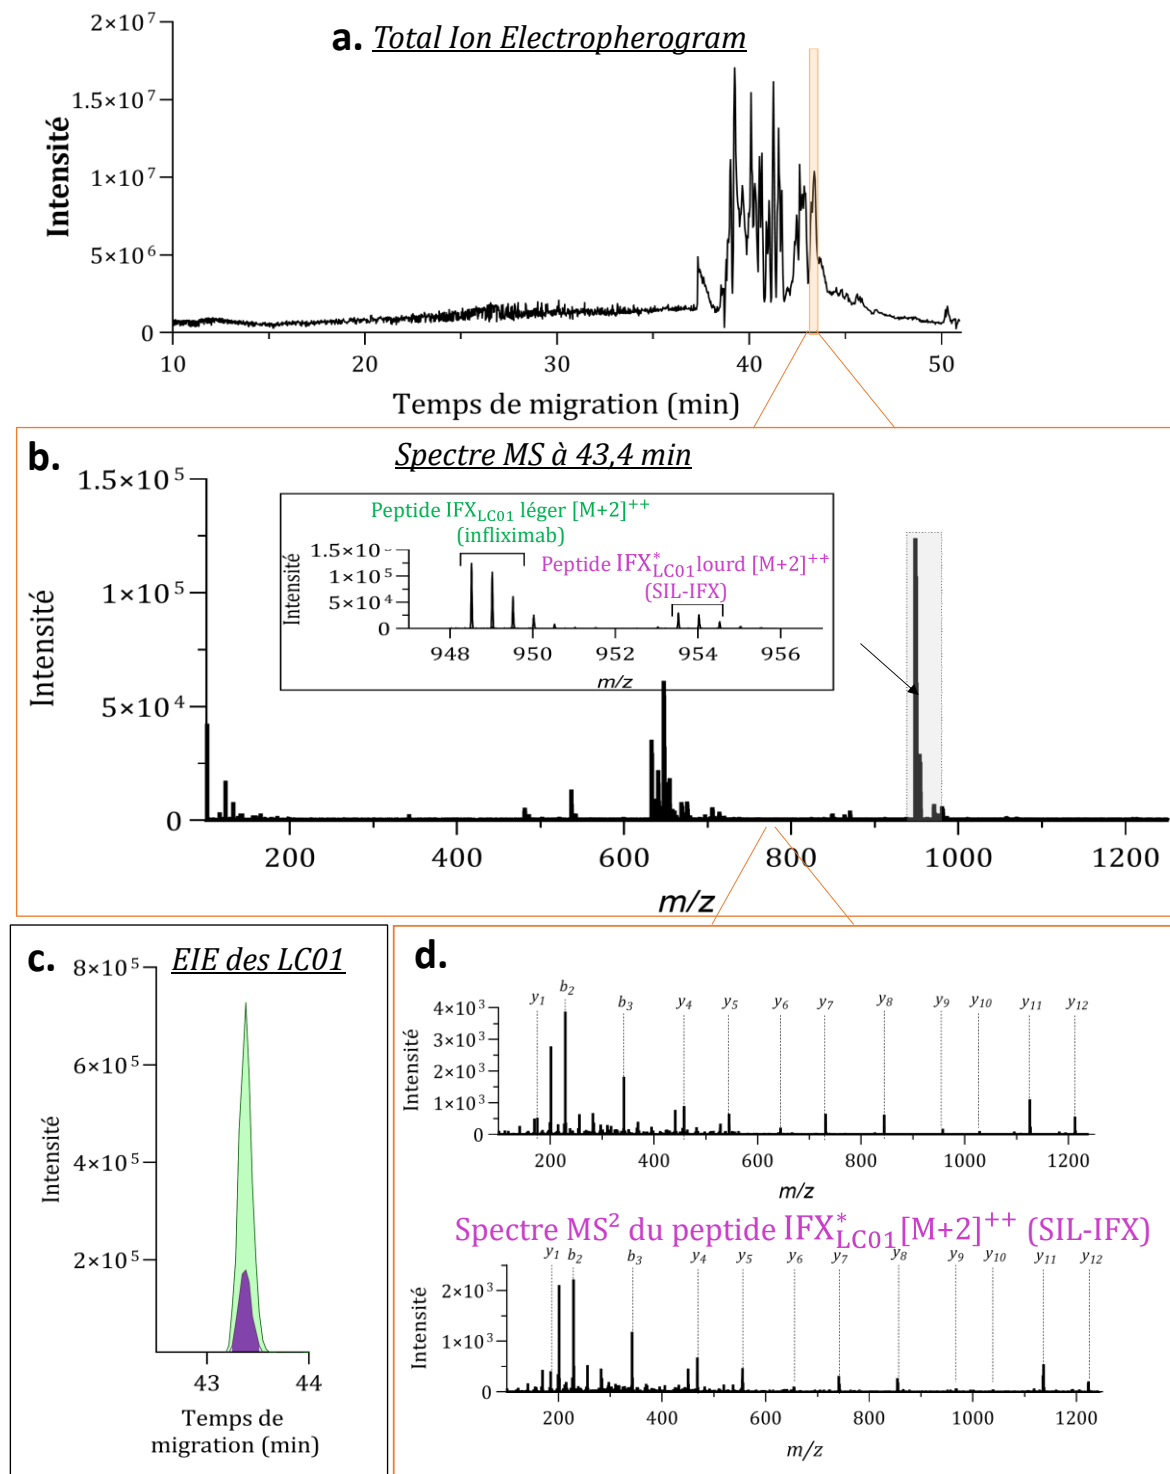 a. Total Ion Electropherogram
2×10⁷
1.5×10⁷
1×10⁷
5×10⁶
0
Intensité
10 20 30 40 50
Temps de migration (min)
b. Spectre MS à 43,4 min
1.5×10⁵
1×10⁵
5×10⁴
0
Intensité
Peptide IFX_LC01 léger [M+2]⁺⁺
(infliximab)
Peptide IFX*_LC01 lourd [M+2]⁺⁺
(SIL-IFX)
1.5×10
1×10⁵
5×10⁴
0
Intensité
948 950 952 954 956
m/z
200 400 600 800 1000 1200
m/z
c. EIE des LC01
8×10⁵
6×10⁵
4×10⁵
2×10⁵
Intensité
43 44
Temps de
migration (min)
d.
y₁ b₂ b₃ y₄ y₅ y₆ y₇ y₈ y₉ y₁₀ y₁₁ y₁₂
4×10³
3×10³
2×10³
1×10³
0
Intensité
200 400 600 800 1000 1200
m/z
Spectre MS² du peptide IFX*_LC01 [M+2]⁺⁺ (SIL-IFX)
y₁ b₂ b₃ y₄ y₅ y₆ y₇ y₈ y₉ y₁₀ y₁₁ y₁₂
2×10³
1×10³
0
Intensité
200 400 600 800 1000 1200
m/z